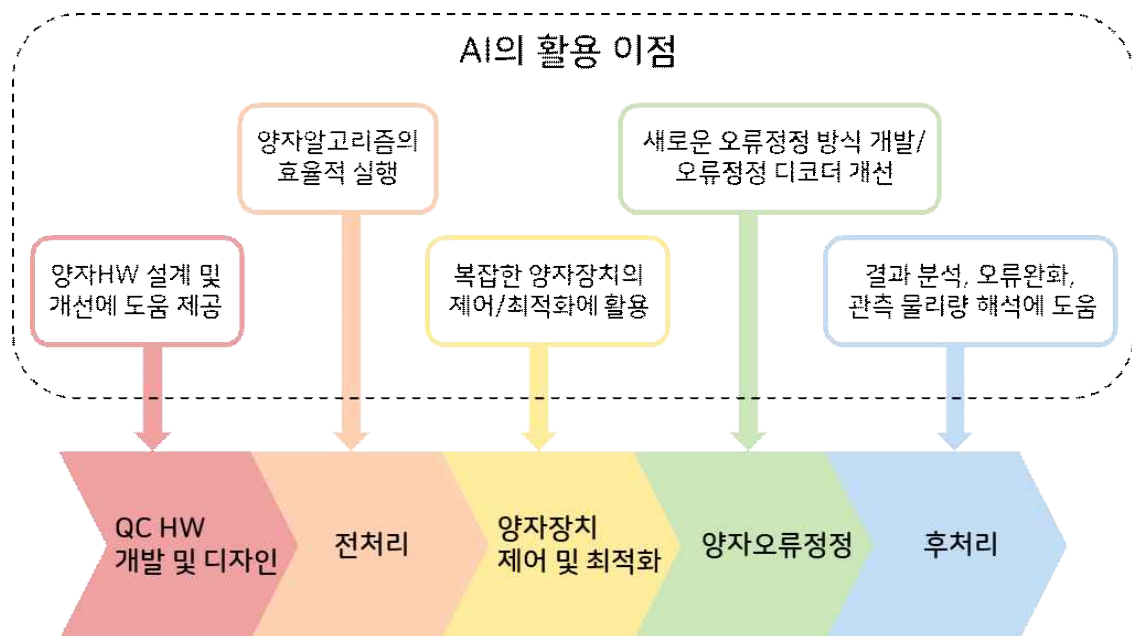 AI의 활용 이점
양자알고리즘의
효율적 실행
새로운 오류정정 방식 개발/
오류정정 디코더 개선
양자HW 설계 및
개선에 도움 제공
복잡한 양자장치의
제어/최적화에 활용
결과 분석, 오류완화,
관측 물리량 해석에 도움
QC HW
개발 및 디자인
전처리
양자장치
제어 및 최적화
양자오류정정
후처리